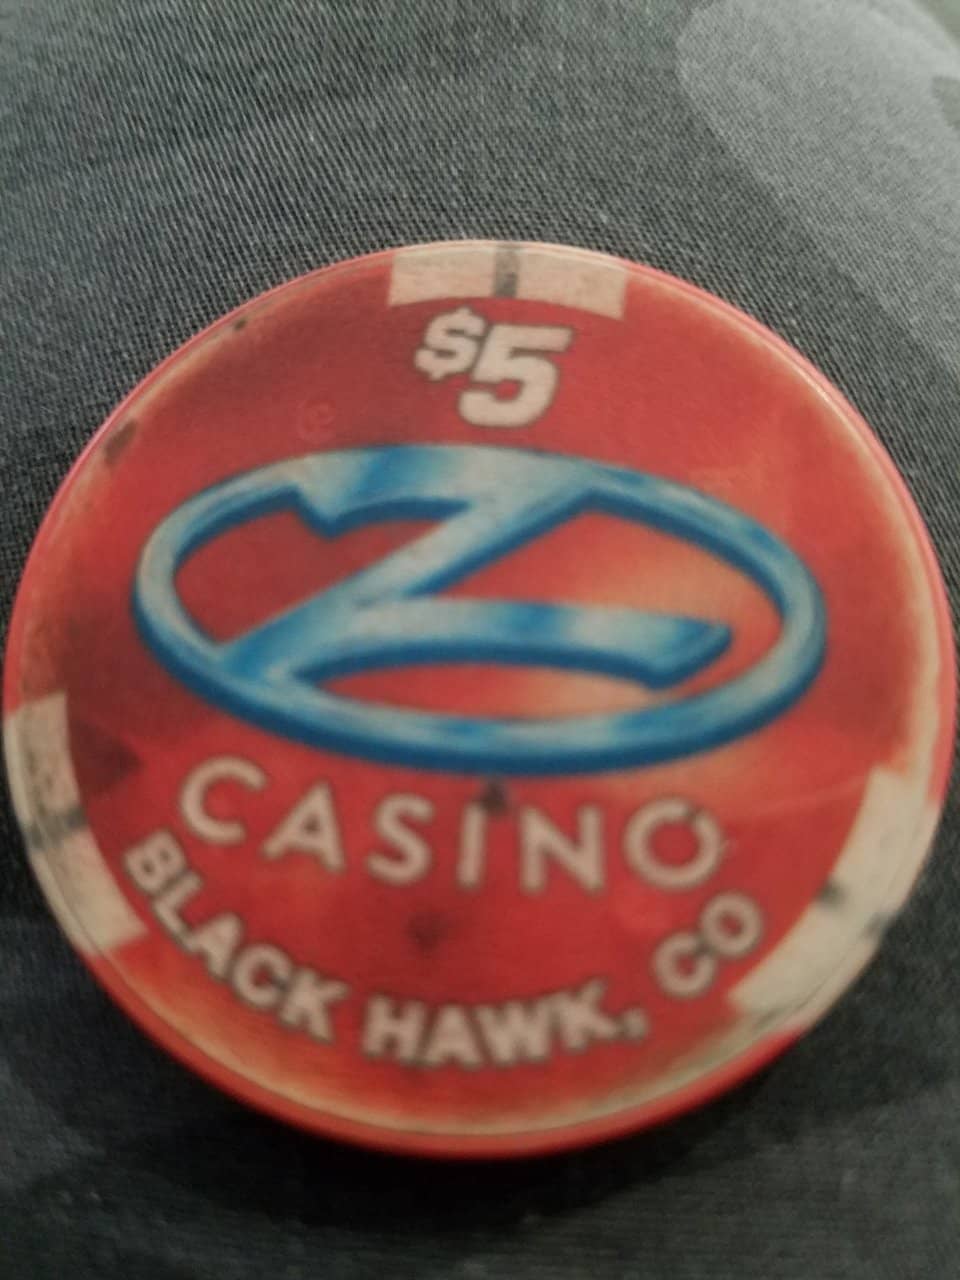 $5
Z
CASINO
BLACK HAWK, CO